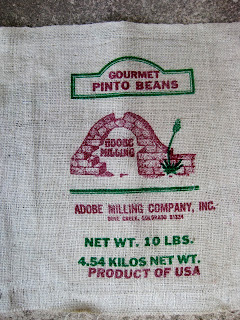 GOURMET
PINTO BEANS
ADOBE
MILLING
ADOBE MILLING COMPANY, INC.
DOVE CREEK, COLORADO 81324
NET WT. 10 LBS.
4.54 KILOS NET WT.
PRODUCT OF USA